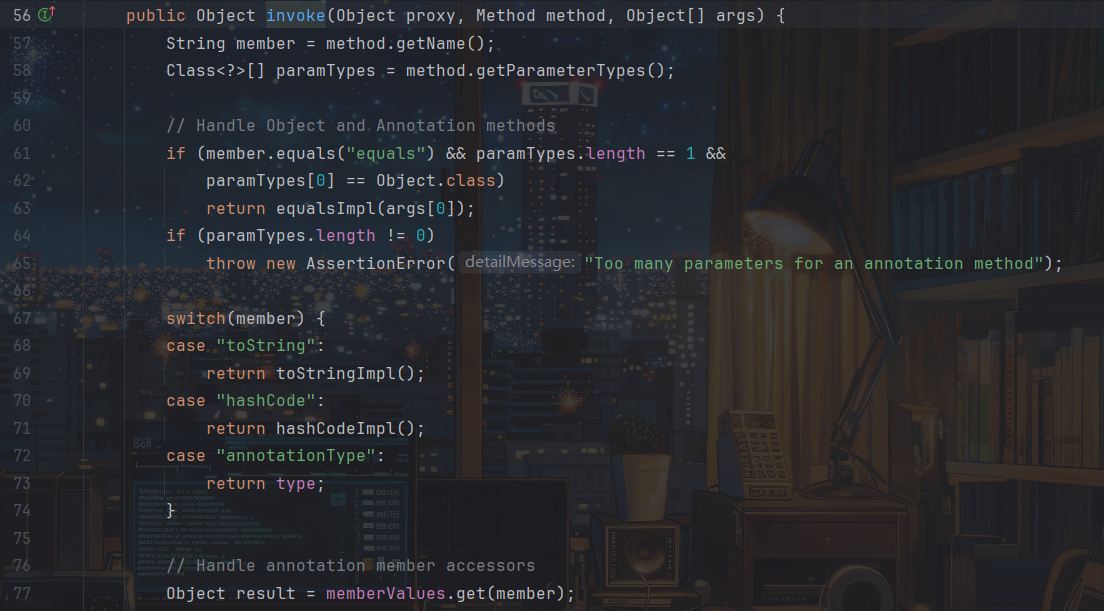 56 public Object invoke(Object proxy, Method method, Object[] args) {
57 String member = method.getName();
58 Class<?>[] paramTypes = method.getParameterTypes();
59
60 // Handle Object and Annotation methods
61 if (member.equals("equals") && paramTypes.length == 1 &&
62 paramTypes[0] == Object.class)
63 return equalsImpl(args[0]);
64 if (paramTypes.length != 0)
65 throw new AssertionError( detailMessage: "Too many parameters for an annotation method");
66
67 switch(member) {
68 case "toString":
69 return toStringImpl();
70 case "hashCode":
71 return hashCodeImpl();
72 case "annotationType":
73 return type;
74 }
75
76 // Handle annotation member accessors
77 Object result = memberValues.get(member);